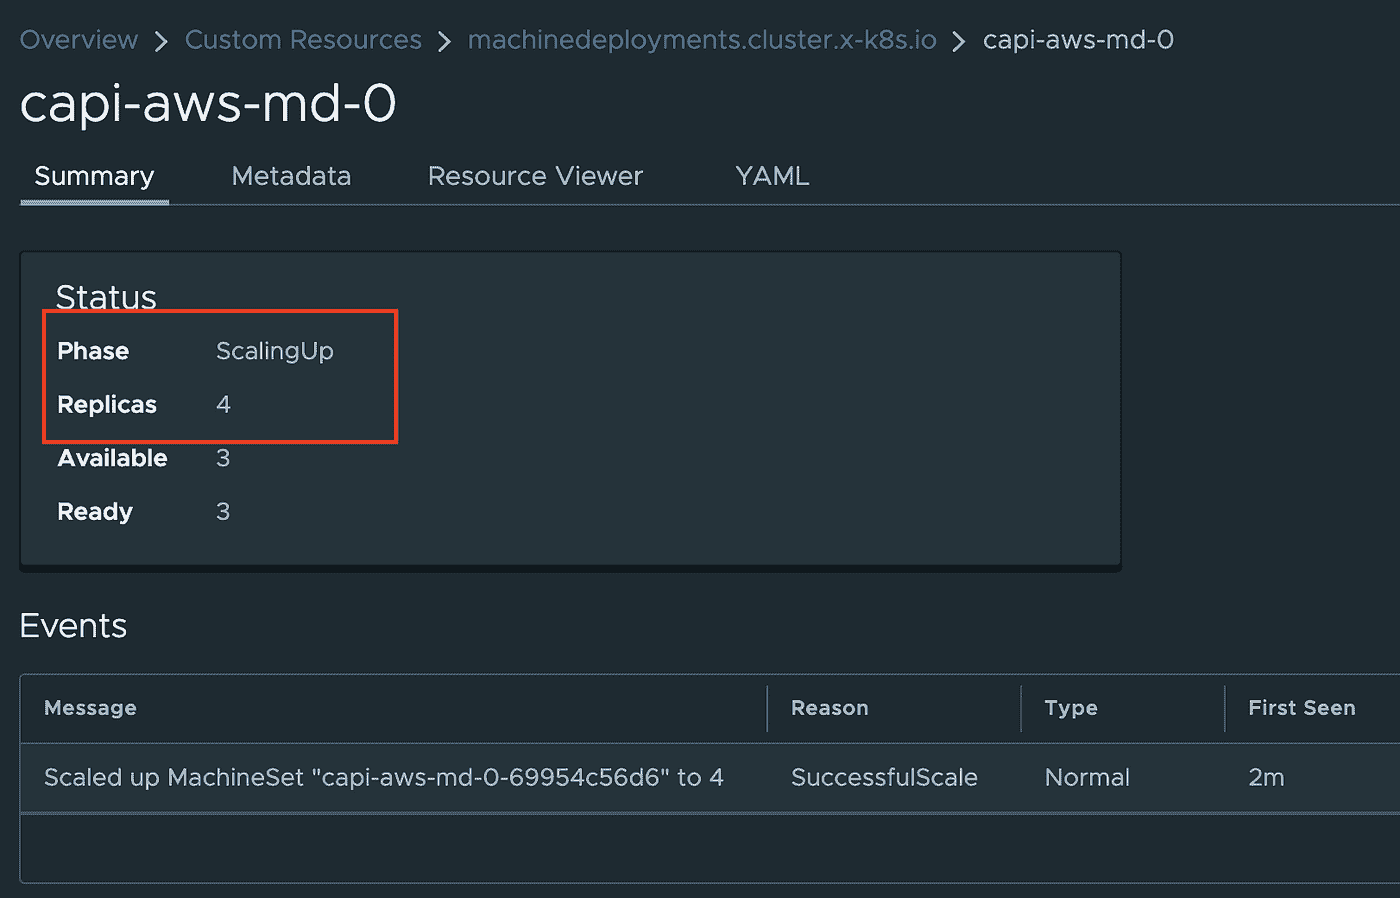 Overview > Custom Resources > machinedeployments.cluster.x-k8s.io > capi-aws-md-0
capi-aws-md-0
Summary Metadata Resource Viewer YAML
Status
Phase ScalingUp
Replicas 4
Available 3
Ready 3
Events
Message Reason Type First Seen
Scaled up MachineSet "capi-aws-md-0-69954c56d6" to 4 SuccessfulScale Normal 2m